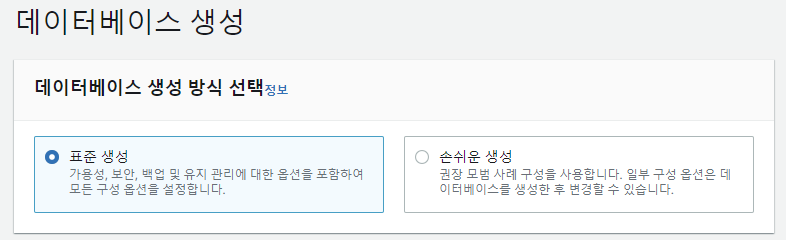 데이터베이스 생성
데이터베이스 생성 방식 선택정보
표준 생성
가용성, 보안, 백업 및 유지 관리에 대한 옵션을 포함하여
모든 구성 옵션을 설정합니다.
손쉬운 생성
권장 모범 사례 구성을 사용합니다. 일부 구성 옵션은 데
이터베이스를 생성한 후 변경할 수 있습니다.